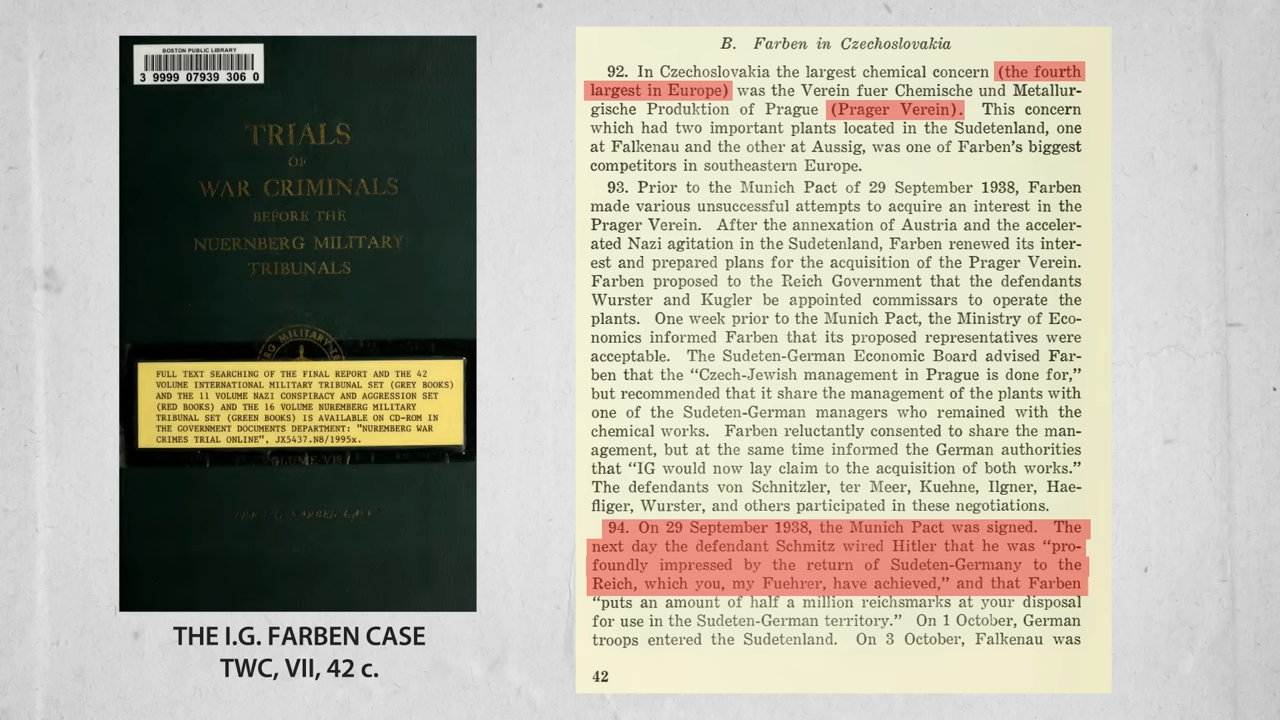 BOSTON PUBLIC LIBRARY
3 9999 07939 306 0
TRIALS
OF
WAR CRIMINALS
BEFORE THE
NUERNBERG MILITARY
TRIBUNALS
FULL TEXT SEARCHING OF THE FINAL REPORT AND THE 42
VOLUME INTERNATIONAL MILITARY TRIBUNAL SET (GREY BOOKS)
AND THE 11 VOLUME NAZI CONSPIRACY AND AGGRESSION SET
(RED BOOKS) AND THE 16 VOLUME NUREMBERG MILITARY
TRIBUNAL SET (GREEN BOOKS) IS AVAILABLE ON CD-ROM IN
THE GOVERNMENT DOCUMENTS DEPARTMENT: "NUREMBERG WAR
CRIMES TRIAL ONLINE", JX5437.N8/1995x.
THE I.G. FARBEN CASE
TWC, VII, 42 с.
B. Farben in Czechoslovakia
92. In Czechoslovakia the largest chemical concern (the fourth
largest in Europe) was the Verein fuer Chemische und Metallur-
gische Produktion of Prague (Prager Verein). This concern
which had two important plants located in the Sudetenland, one
at Falkenau and the other at Aussig, was one of Farben's biggest
competitors in southeastern Europe.
93. Prior to the Munich Pact of 29 September 1938, Farben
made various unsuccessful attempts to acquire an interest in the
Prager Verein. After the annexation of Austria and the acceler-
ated Nazi agitation in the Sudetenland, Farben renewed its inter-
est and prepared plans for the acquisition of the Prager Verein.
Farben proposed to the Reich Government that the defendants
Wurster and Kugler be appointed commissars to operate the
plants. One week prior to the Munich Pact, the Ministry of Eco-
nomics informed Farben that its proposed representatives were
acceptable. The Sudeten-German Economic Board advised Far-
ben that the “Czech-Jewish management in Prague is done for,”
but recommended that it share the management of the plants with
one of the Sudeten-German managers who remained with the
chemical works. Farben reluctantly consented to share the man-
agement, but at the same time informed the German authorities
that “IG would now lay claim to the acquisition of both works.”
The defendants von Schnitzler, ter Meer, Kuehne, Ilgner, Hae-
fliger, Wurster, and others participated in these negotiations.
94. On 29 September 1938, the Munich Pact was signed. The
next day the defendant Schmitz wired Hitler that he was “pro-
foundly impressed by the return of Sudeten-Germany to the
Reich, which you, my Fuehrer, have achieved,” and that Farben
“puts an amount of half a million reichsmarks at your disposal
for use in the Sudeten-German territory.” On 1 October, German
troops entered the Sudetenland. On 3 October, Falkenau was
42